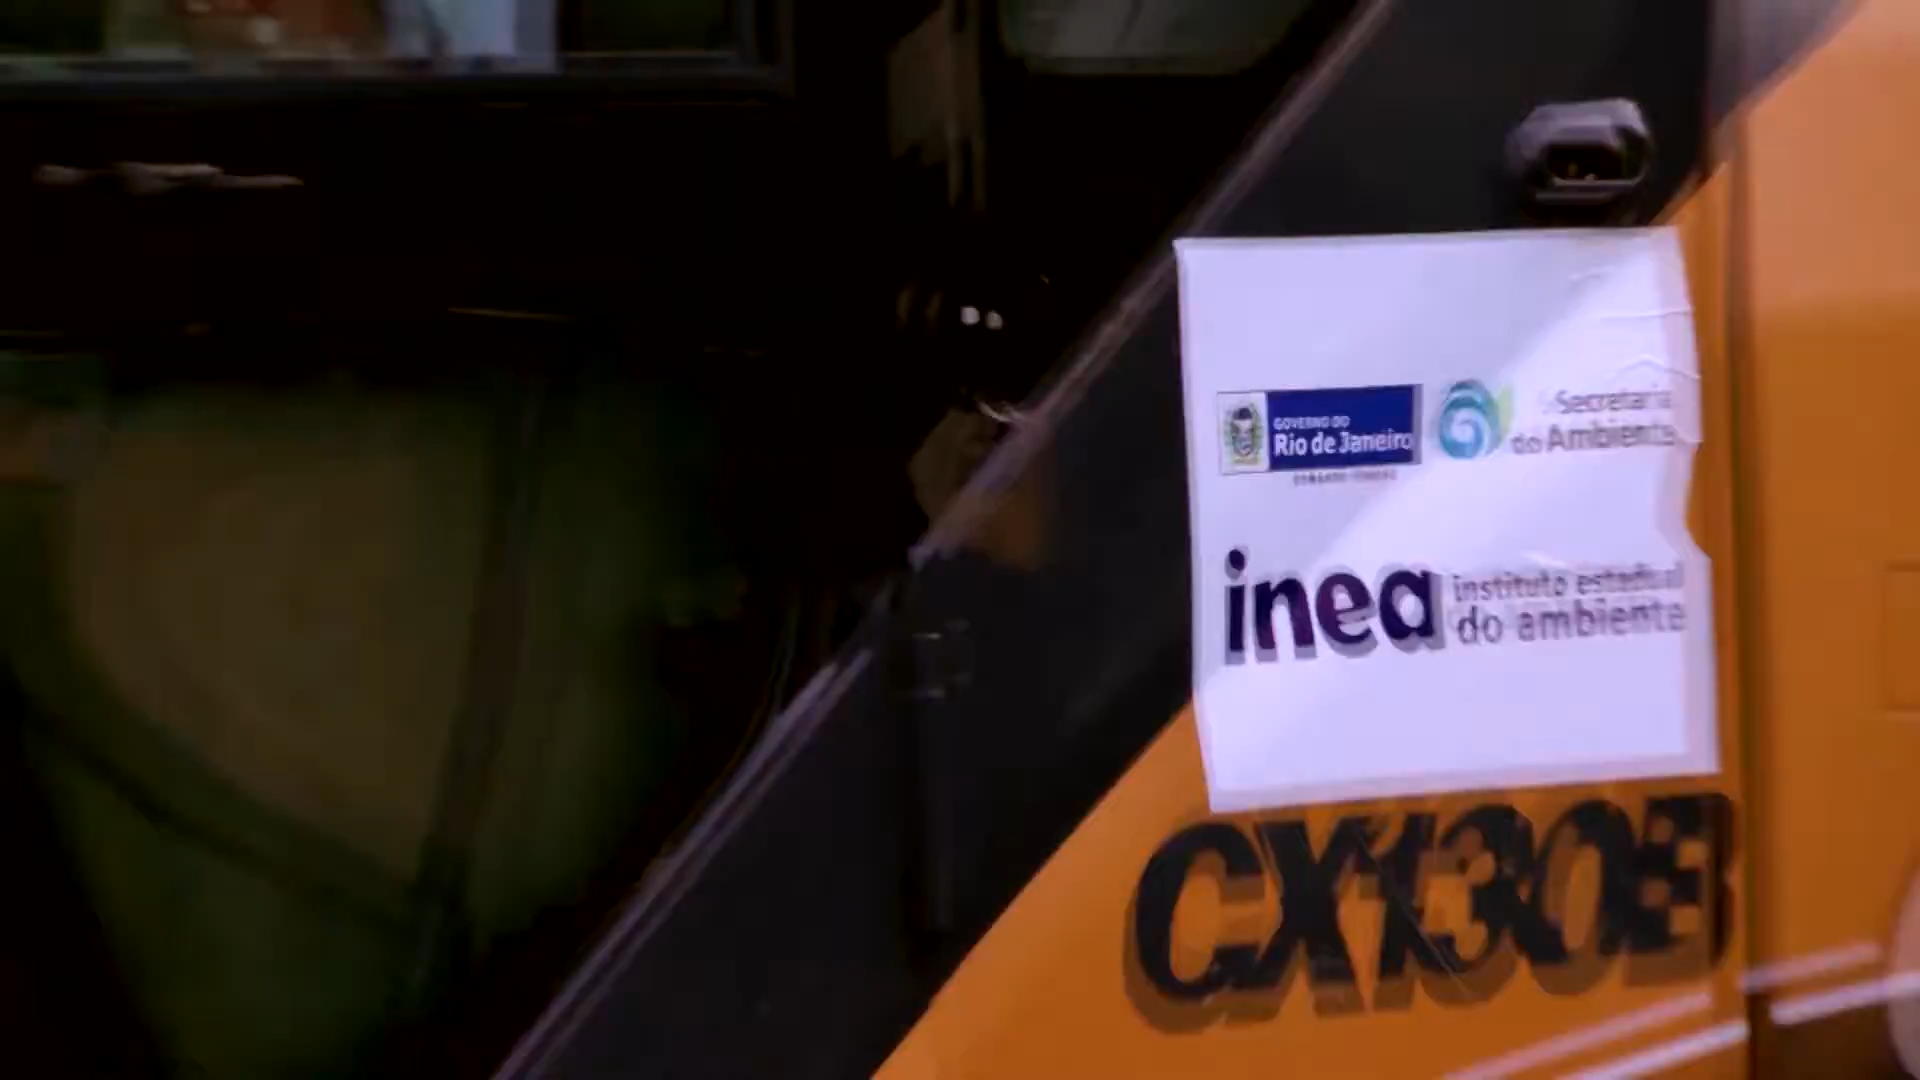 GOVERNO DO
Rio de Janeiro
Secretaria
do Ambiente
inea
instituto estadual
do ambiente
CX130B